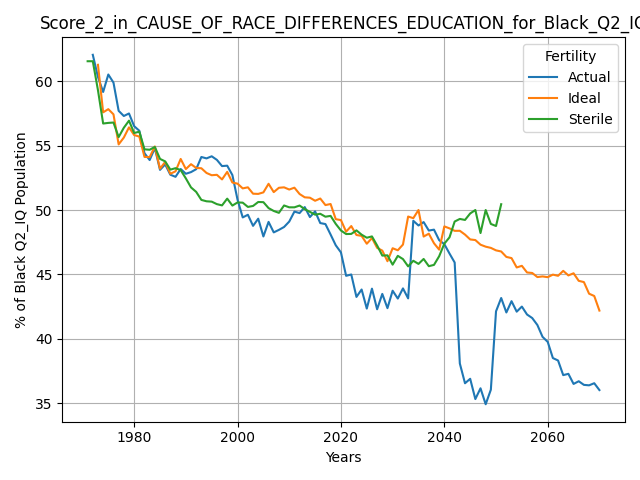 Score_2_in_CAUSE_OF_RACE_DIFFERENCES_EDUCATION_for_Black_Q2_IQ
Fertility
Actual
Ideal
Sterile
% of Black Q2_IQ Population
60
55
50
45
40
35
1980
2000
2020
2040
2060
Years